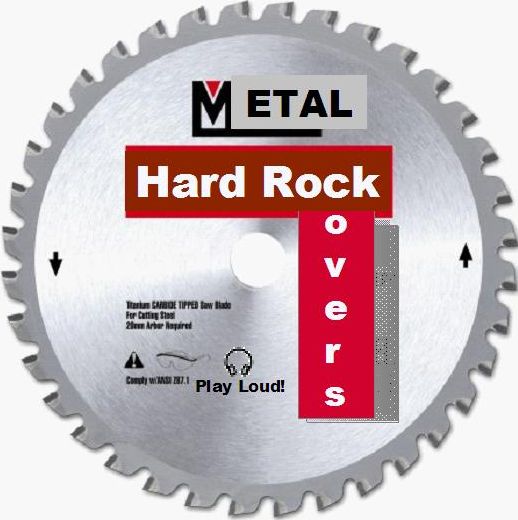 METAL
Hard Rock
overs
Titanium CARBIDE TIPPED Saw Blade
For Cutting Steel
20mm Arbor Required
Comply w/ANSI Z87.1
Play Loud!